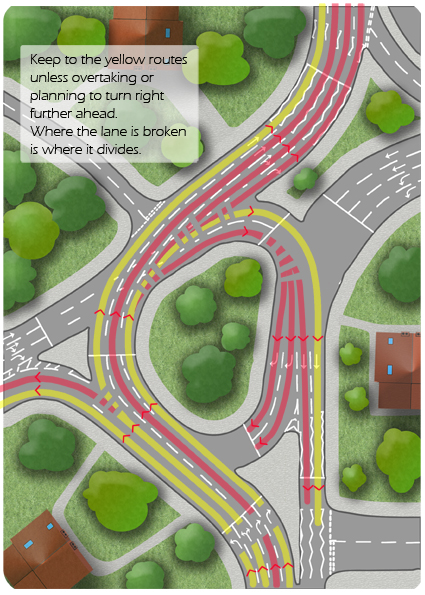 Keep to the yellow routes
unless overtaking or
planning to turn right
further ahead.
Where the lane is broken
is where it divides.